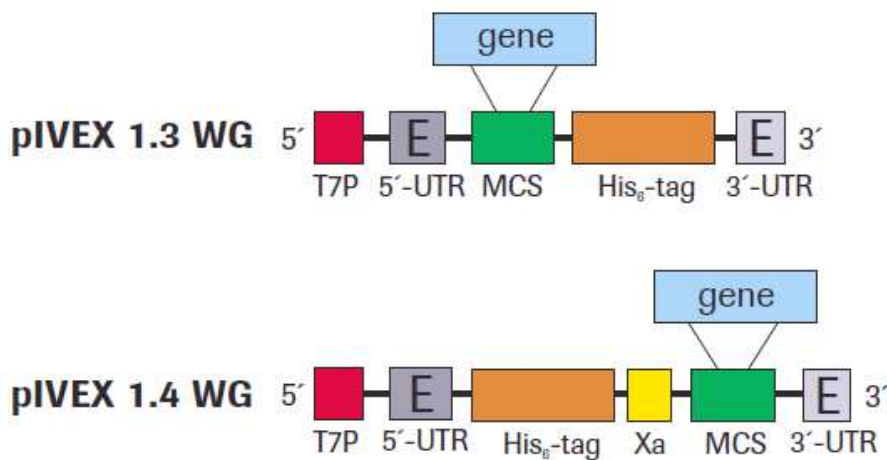 gene
pIVEX 1.3 WG 5´ E E 3´
T7P 5´-UTR MCS His₆-tag 3´-UTR
gene
pIVEX 1.4 WG 5´ E E 3´
T7P 5´-UTR His₆-tag Xa MCS 3´-UTR